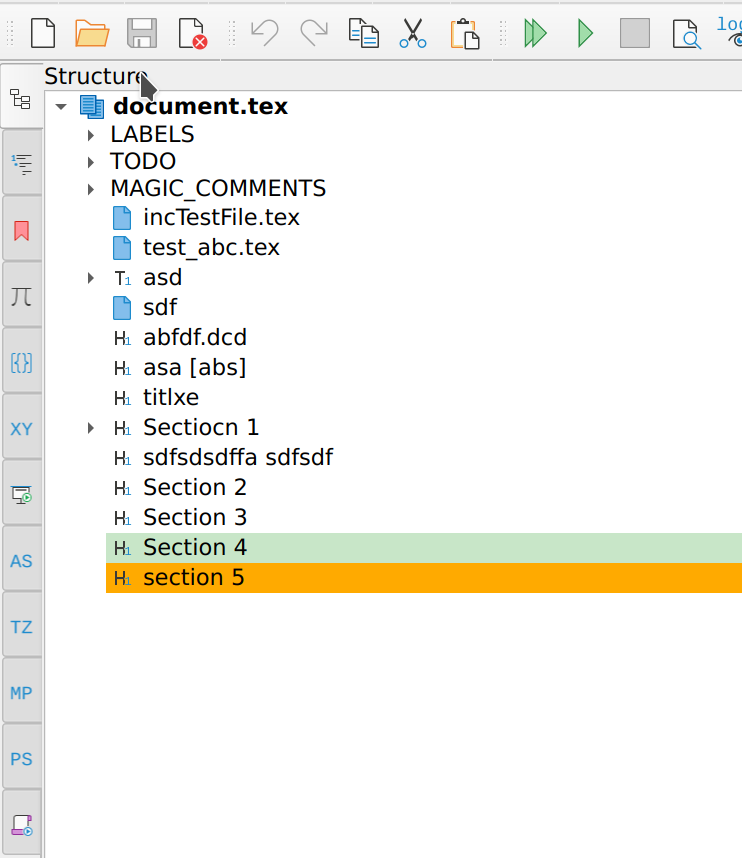 log
Structure
document.tex
LABELS
TODO
MAGIC_COMMENTS
incTestFile.tex
test_abc.tex
T1 asd
sdf
H1 abfdf.dcd
H1 asa [abs]
H1 titlxe
H1 Sectiocn 1
H1 sdfsdsdffa sdfsdf
H1 Section 2
H1 Section 3
H1 Section 4
H1 section 5
π
{}
XY
AS
TZ
MP
PS